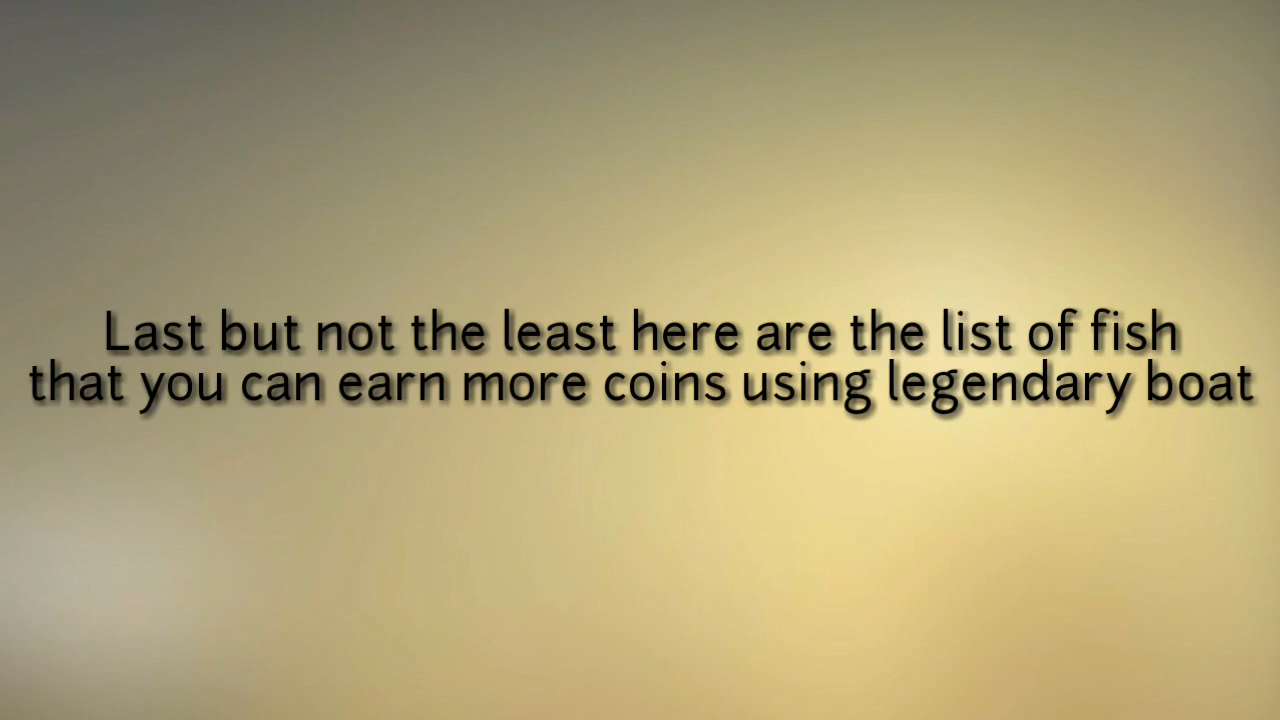 Last but not the least here are the list of fish
that you can earn more coins using legendary boat